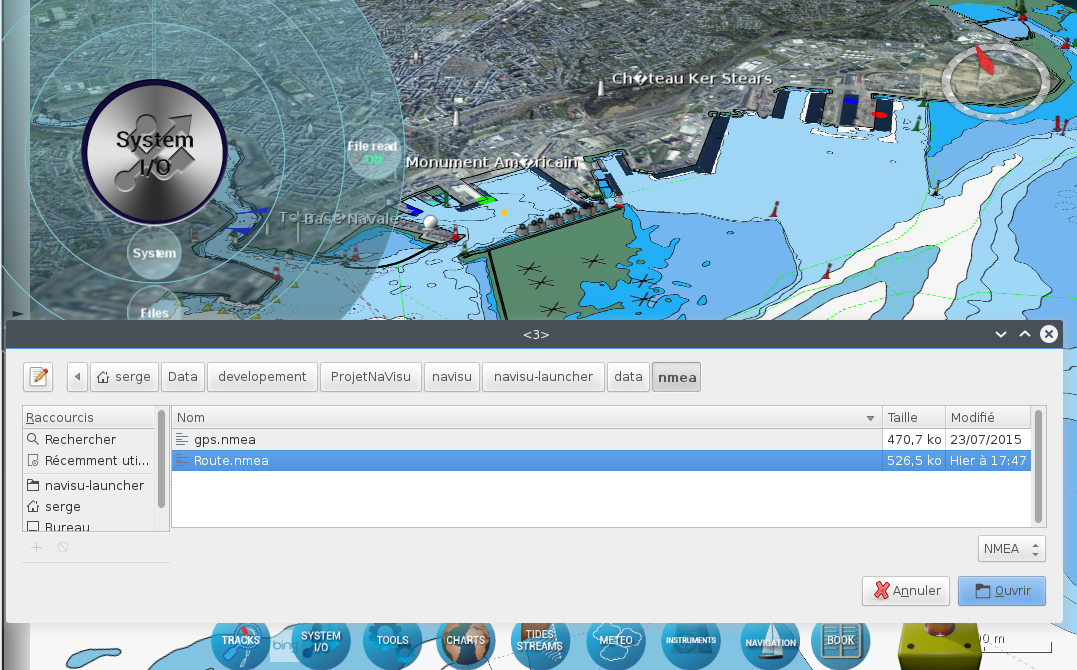 Ch�teau Ker Stears
System
I/O
File read
ON
Monument Am�ricain
Base Navale
System
Files
<3>
serge
Data
developement
ProjetNaVisu
navisu
navisu-launcher
data
nmea
Raccourcis
Nom
Taille
Modifié
Rechercher
gps.nmea
470,7 ko
23/07/2015
Récemment uti...
Route.nmea
526,5 ko
Hier à 17:47
navisu-launcher
serge
Bureau
NMEA
Annuler
Ouvrir
TRACKS
bing
SYSTEM
I/O
TOOLS
CHARTS
TIDES
STREAMS
METEO
INSTRUMENTS
NAVIGATION
BOOK